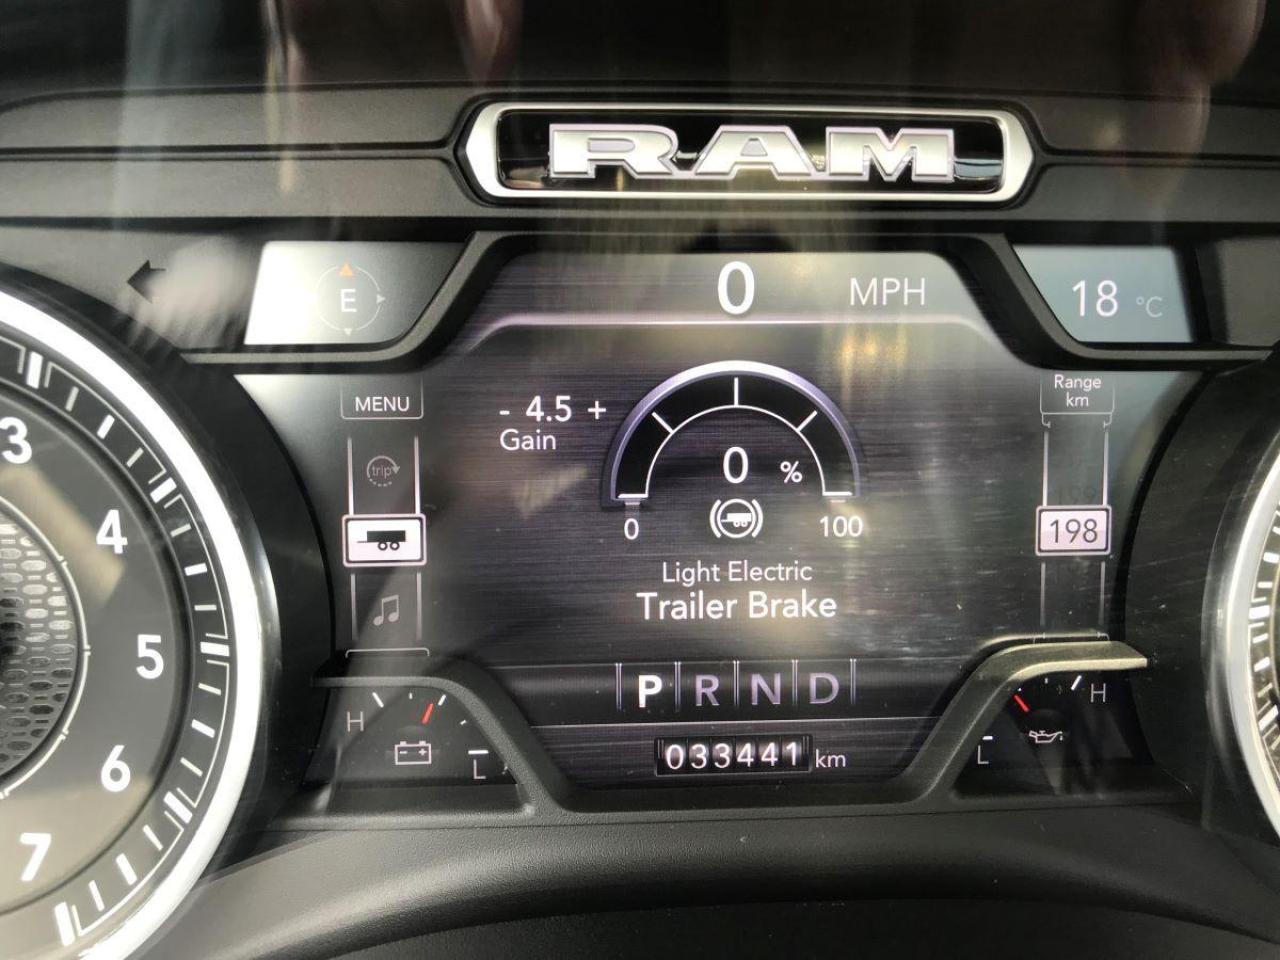 RAM
E
0 MPH
18 °C
MENU
- 4.5 +
Gain
Range
km
trip
0 %
198
0
100
Light Electric
Trailer Brake
P R N D
H
L
H
L
033441 km
3
4
5
6
7